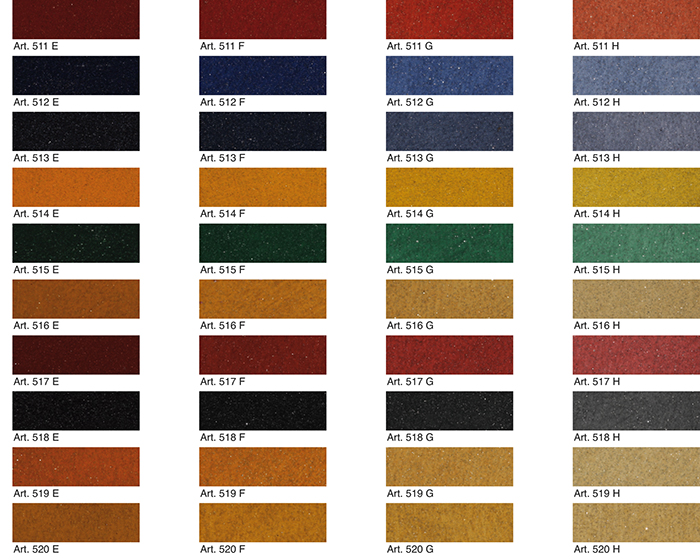 Art. 511 E Art. 511 F Art. 511 G Art. 511 H
Art. 512 E Art. 512 F Art. 512 G Art. 512 H
Art. 513 E Art. 513 F Art. 513 G Art. 513 H
Art. 514 E Art. 514 F Art. 514 G Art. 514 H
Art. 515 E Art. 515 F Art. 515 G Art. 515 H
Art. 516 E Art. 516 F Art. 516 G Art. 516 H
Art. 517 E Art. 517 F Art. 517 G Art. 517 H
Art. 518 E Art. 518 F Art. 518 G Art. 518 H
Art. 519 E Art. 519 F Art. 519 G Art. 519 H
Art. 520 E Art. 520 F Art. 520 G Art. 520 H